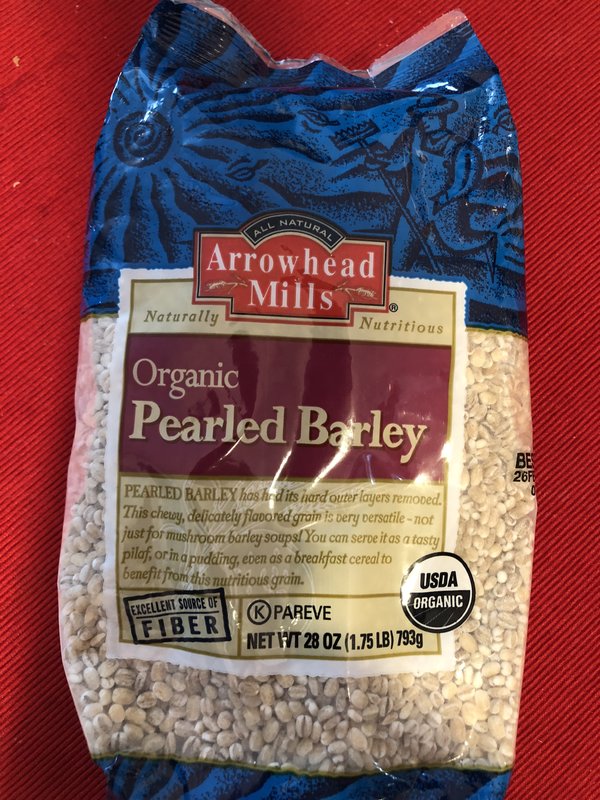 ALL NATURAL
Arrowhead
Mills®
Naturally
Nutritious
Organic
Pearled Barley
PEARLED BARLEY has had its hard outer layers removed.
This chewy, delicately flavored grain is very versatile - not
just for mushroom barley soups! You can serve it as a tasty
pilaf, or in a pudding, even as a breakfast cereal to
benefit from this nutritious grain.
EXCELLENT SOURCE OF
FIBER
K PAREVE
NET WT 28 OZ (1.75 LB) 793g
USDA
ORGANIC